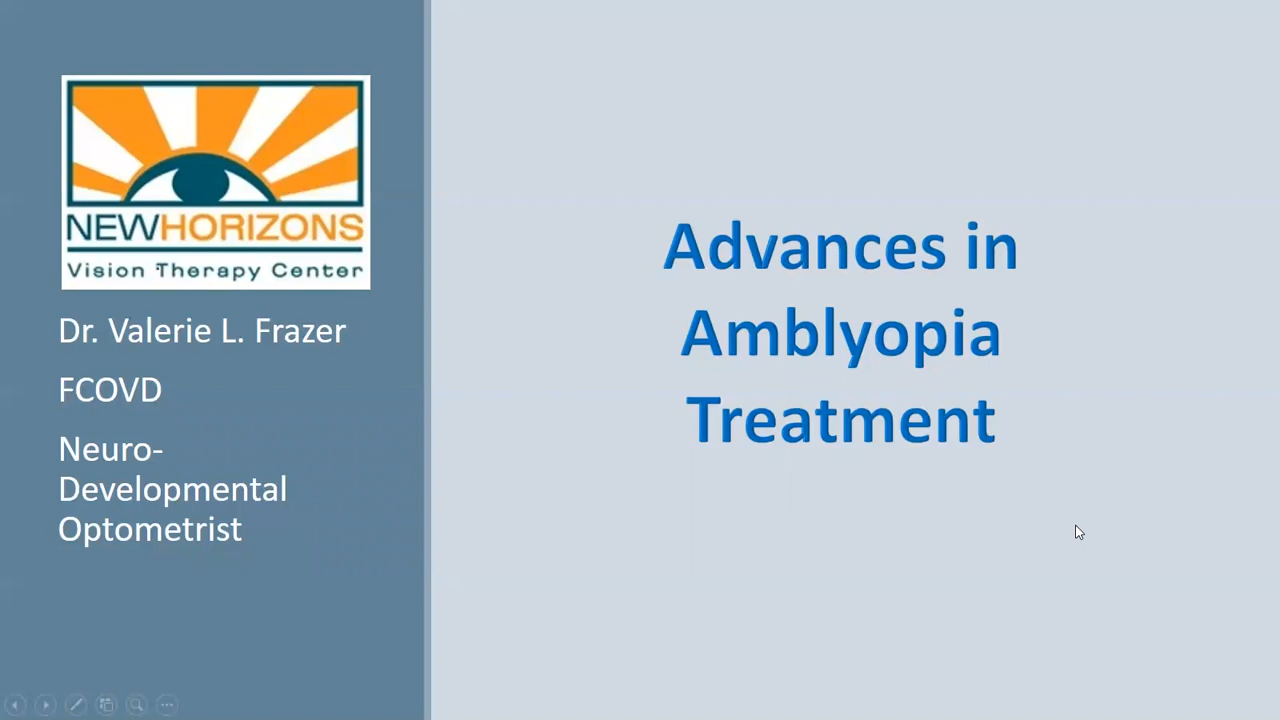 NEWHORIZONS
Vision Therapy Center
Dr. Valerie L. Frazer
FCOVD
Neuro-
Developmental
Optometrist
Advances in
Amblyopia
Treatment